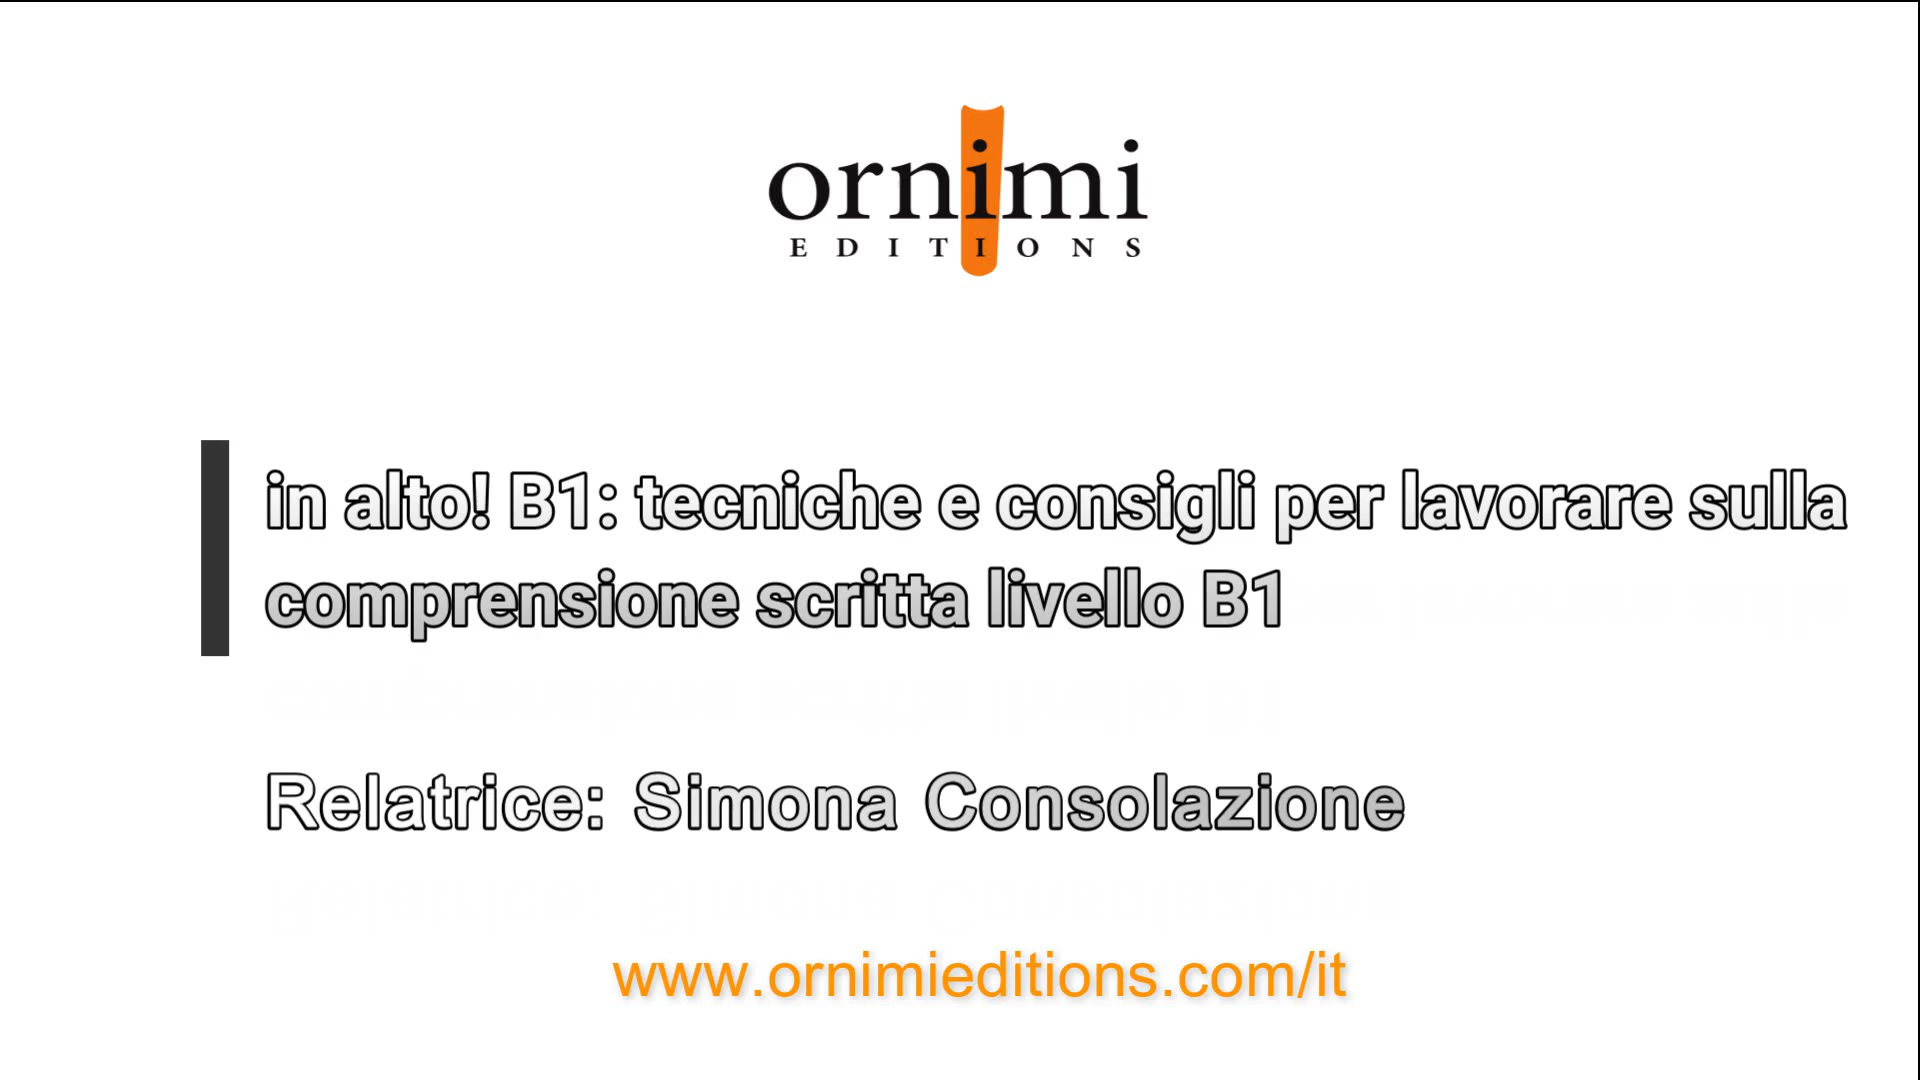 ornimi
EDITIONS
in alto! B1: tecniche e consigli per lavorare sulla
comprensione scritta livello B1
Relatrice: Simona Consolazione
www.ornimieditions.com/it